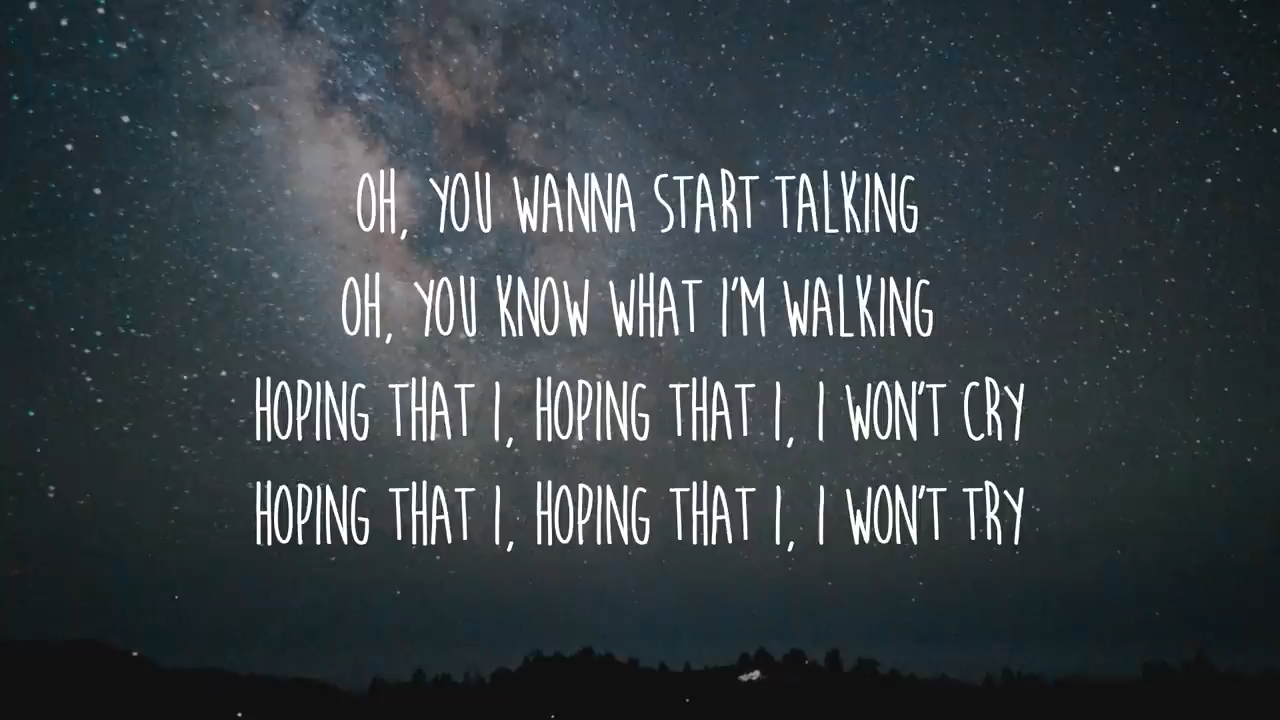 OH, YOU WANNA START TALKING
OH, YOU KNOW WHAT I'M WALKING
HOPING THAT I, HOPING THAT I, I WON'T CRY
HOPING THAT I, HOPING THAT I, I WON'T TRY